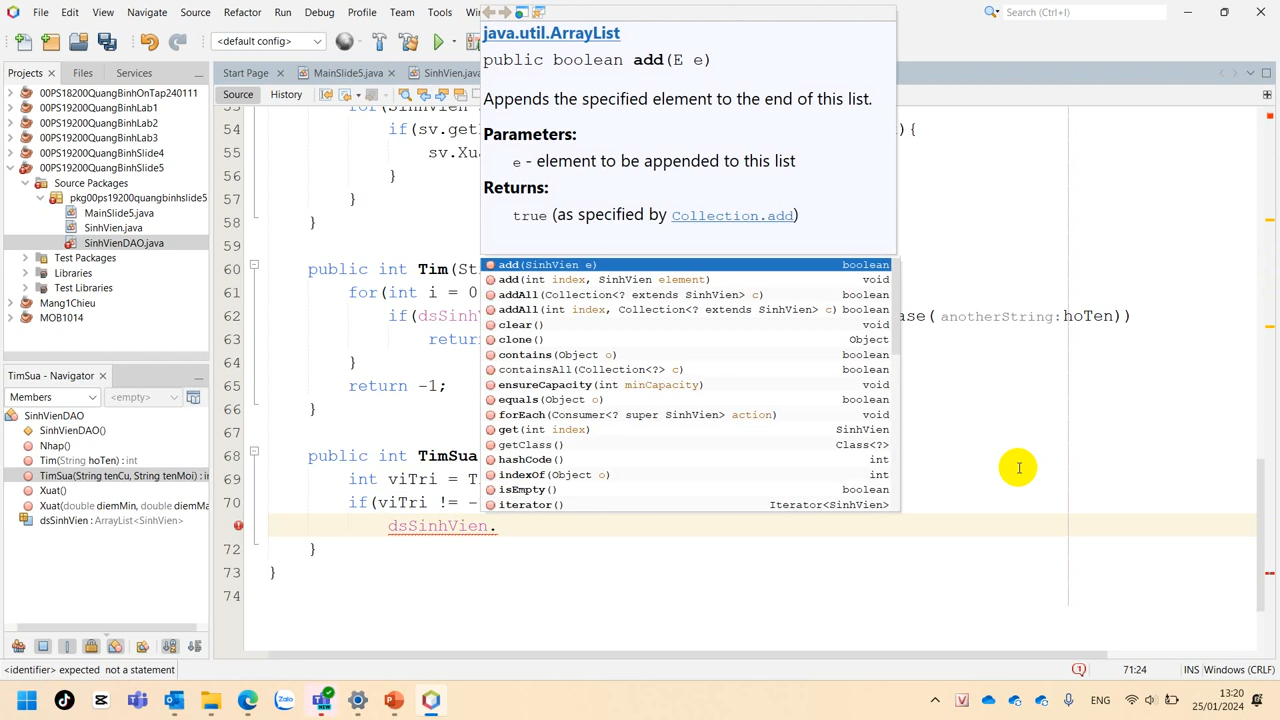 File Edit View Navigate Source Refactor Run Debug Profile Team Tools
Search (Ctrl+I)
<default config>
Projects Files Services
Start Page MainSlide5.java SinhVien.java
Source History
00PS18200QuangBinhOnTap240111
00PS19200QuangBinhLab1
00PS19200QuangBinhLab2
00PS19200QuangBinhLab3
00PS19200QuangBinhSlide4
00PS19200QuangBinhSlide5
Source Packages
pkg00ps19200quangbinhslide5
MainSlide5.java
SinhVien.java
SinhVienDAO.java
Test Packages
Libraries
Test Libraries
Mang1Chieu
MOB1014
TimSua - Navigator
Members <empty>
SinhVienDAO
SinhVienDAO()
Nhap()
Tim(String hoTen) : int
TimSua(String tenCu, String tenMoi) : i
Xuat()
Xuat(double diemMin, double diemMa
dsSinhVien : ArrayList<SinhVien>
java.util.ArrayList
public boolean add(E e)
Appends the specified element to the end of this list.
Parameters:
e - element to be appended to this list
Returns:
true (as specified by Collection.add)
54 if(sv.get ){
55 sv.Xua
56 }
57 }
58 }
59
60 public int Tim(St
61 for(int i = 0
62 if(dsSinhV ase( anotherString:hoTen))
63 return
64 }
65 return -1;
66 }
67
68 public int TimSua
69 int viTri = T
70 if(viTri != -
dsSinhVien.
72 }
73 }
74
add(SinhVien e) boolean
add(int index, SinhVien element) void
addAll(Collection<? extends SinhVien> c) boolean
addAll(int index, Collection<? extends SinhVien> c) boolean
clear() void
clone() Object
contains(Object o) boolean
containsAll(Collection<?> c) boolean
ensureCapacity(int minCapacity) void
equals(Object o) boolean
forEach(Consumer<? super SinhVien> action) void
get(int index) SinhVien
getClass() Class<?>
hashCode() int
indexOf(Object o) int
isEmpty() boolean
iterator() Iterator<SinhVien>
<identifier> expected not a statement
1 71:24 INS Windows (CRLF)
Zalo NEW ENG 13:20
25/01/2024